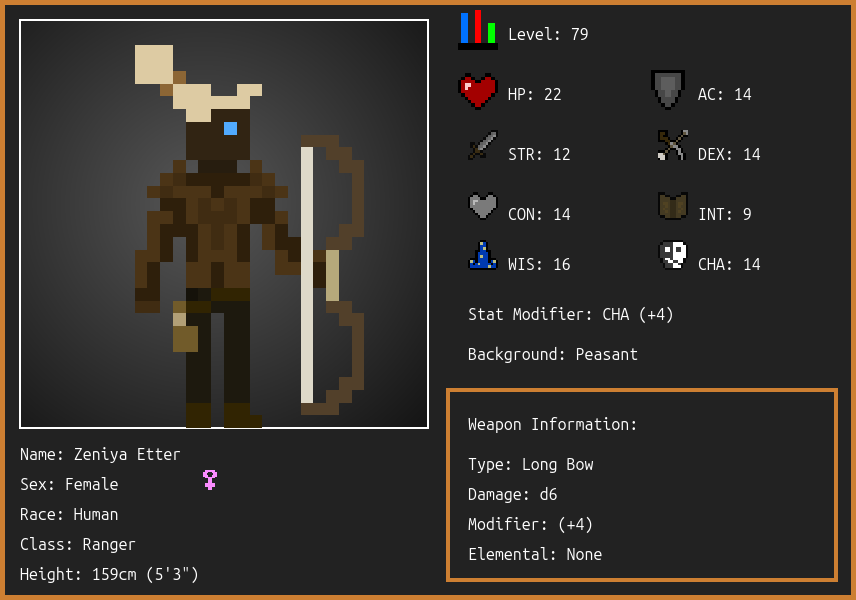 Level: 79
HP: 22
AC: 14
STR: 12
DEX: 14
CON: 14
INT: 9
WIS: 16
CHA: 14
Stat Modifier: CHA (+4)
Background: Peasant
Weapon Information:
Type: Long Bow
Damage: d6
Modifier: (+4)
Elemental: None
Name: Zeniya Etter
Sex: Female
Race: Human
Class: Ranger
Height: 159cm (5'3")